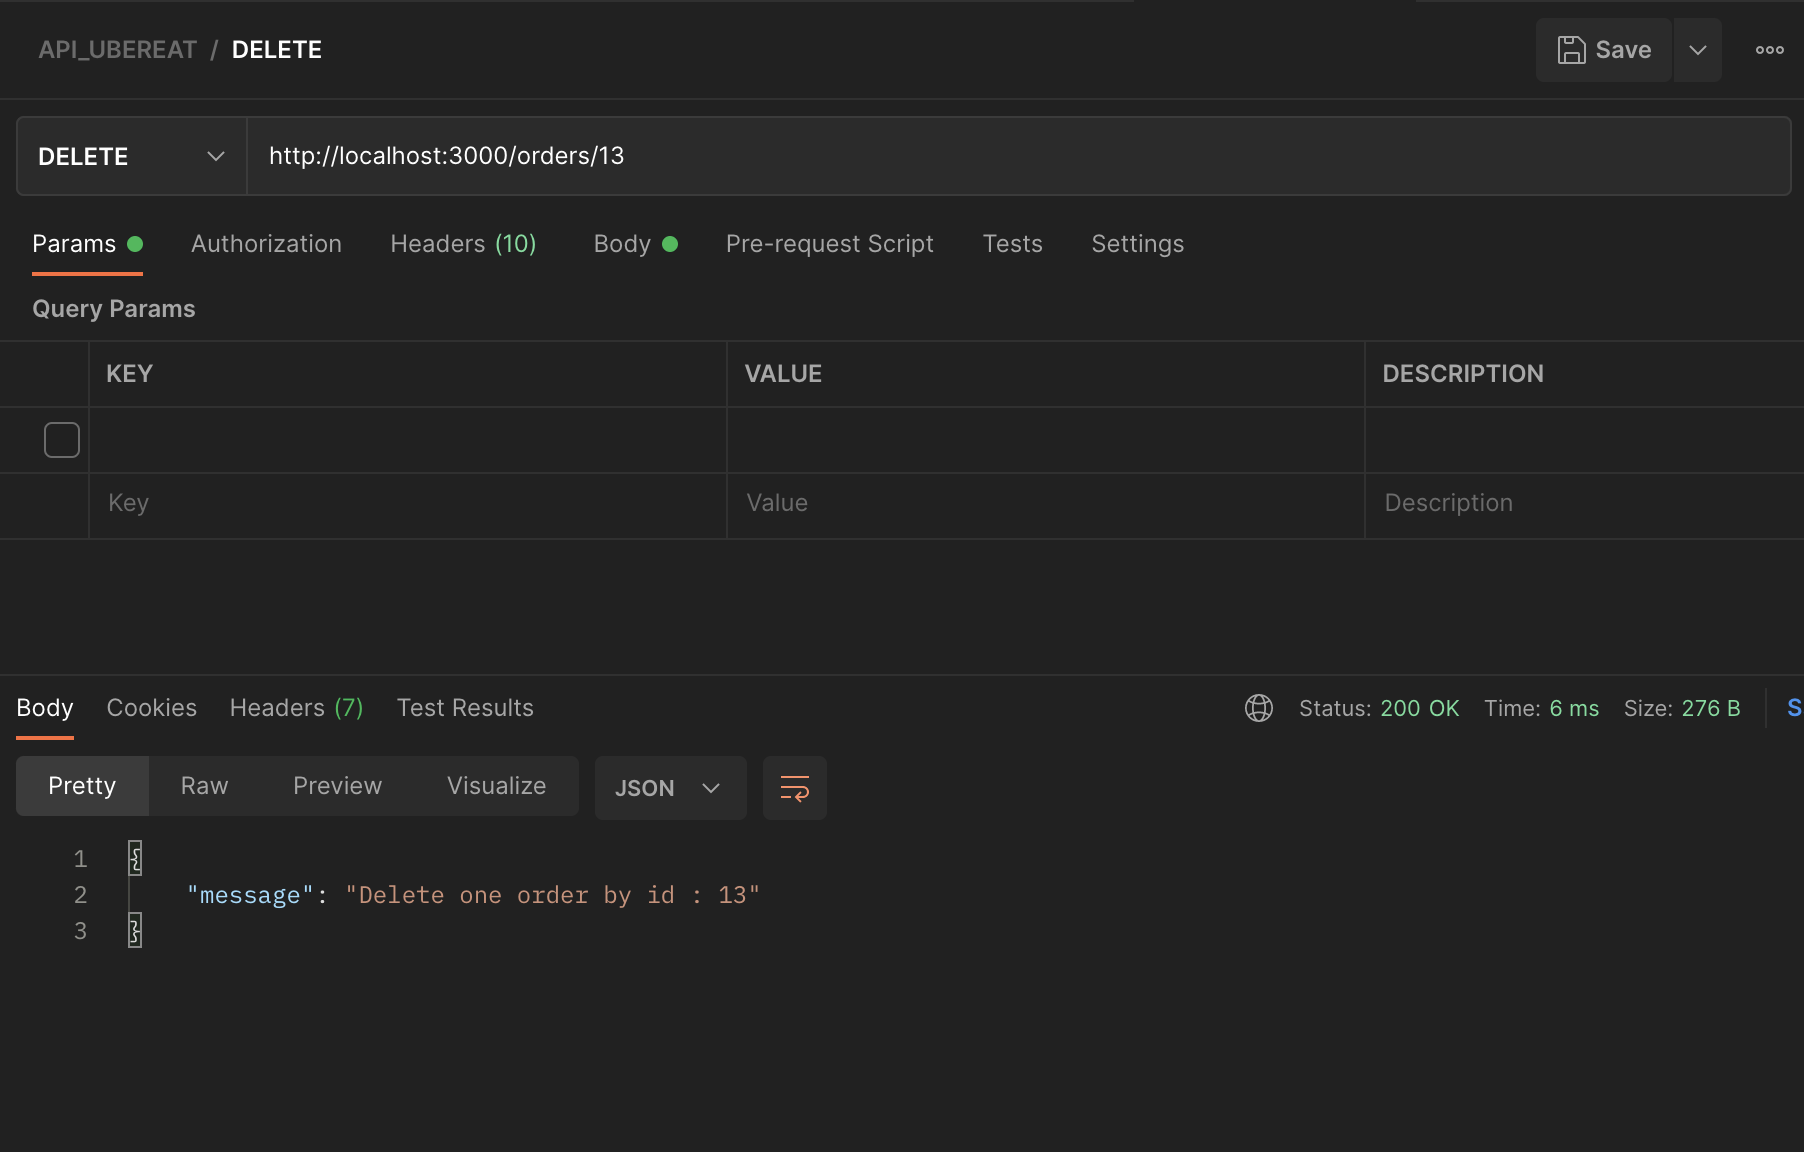 API_UBEREAT / DELETE
Save
DELETE
http://localhost:3000/orders/13
Params Authorization Headers (10) Body Pre-request Script Tests Settings
Query Params
KEY VALUE DESCRIPTION
Key Value Description
Body Cookies Headers (7) Test Results
Status: 200 OK Time: 6 ms Size: 276 B S
Pretty Raw Preview Visualize JSON
1 {
2 "message": "Delete one order by id : 13"
3 }